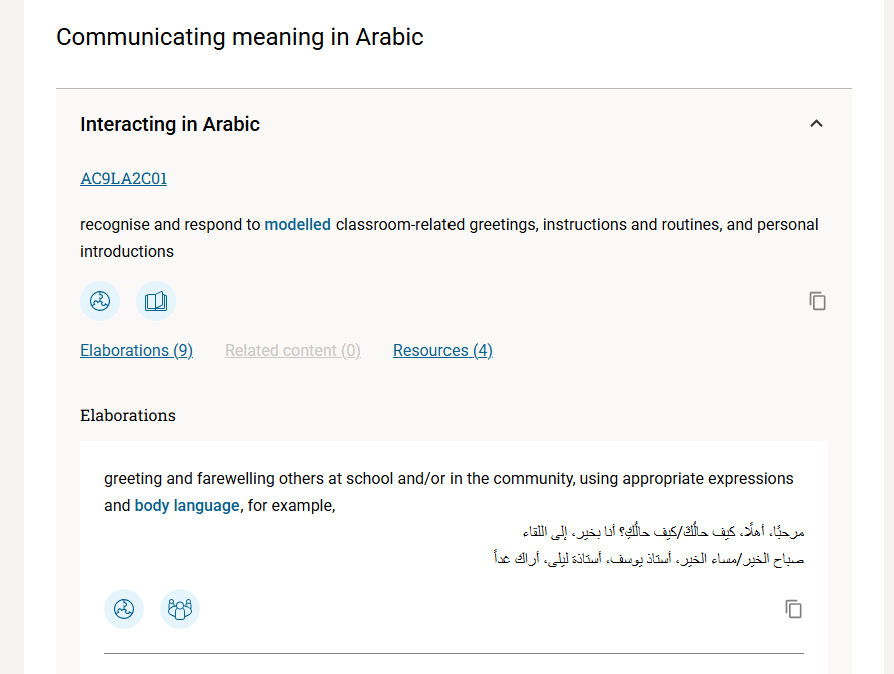 Communicating meaning in Arabic
Interacting in Arabic
AC9LA2C01
recognise and respond to modelled classroom-related greetings, instructions and routines, and personal
introductions
Elaborations (9) Related content (0) Resources (4)
Elaborations
greeting and farewelling others at school and/or in the community, using appropriate expressions
and body language, for example,
مرحبًا، أهلًا، كيف حالُكَ/كيف حالُكِ؟ أنا بخير، إلى اللقاء
صباح الخير/مساء الخير، أستاذ يوسف، أستاذة ليلى، أراك غداً